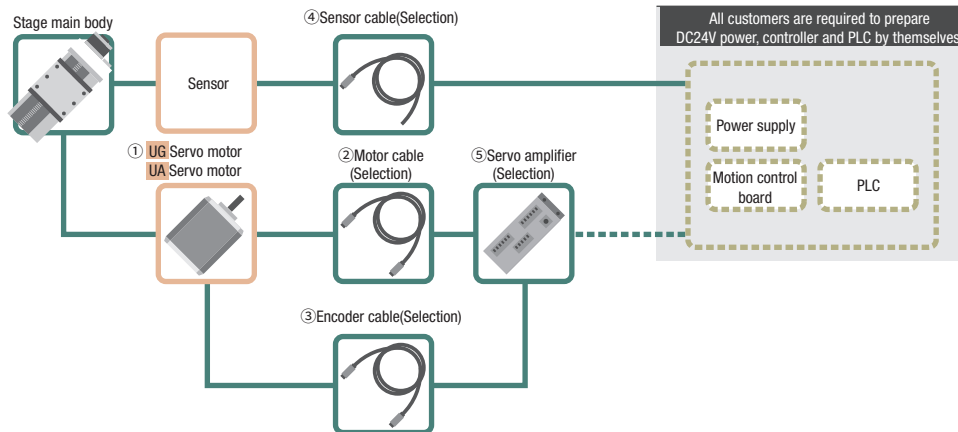 Stage main body
Sensor
④Sensor cable(Selection)
All customers are required to prepare
DC24V power, controller and PLC by themselves
Power supply
Motion control
board
PLC
① UG Servo motor
UA Servo motor
②Motor cable
(Selection)
⑤Servo amplifier
(Selection)
③Encoder cable(Selection)